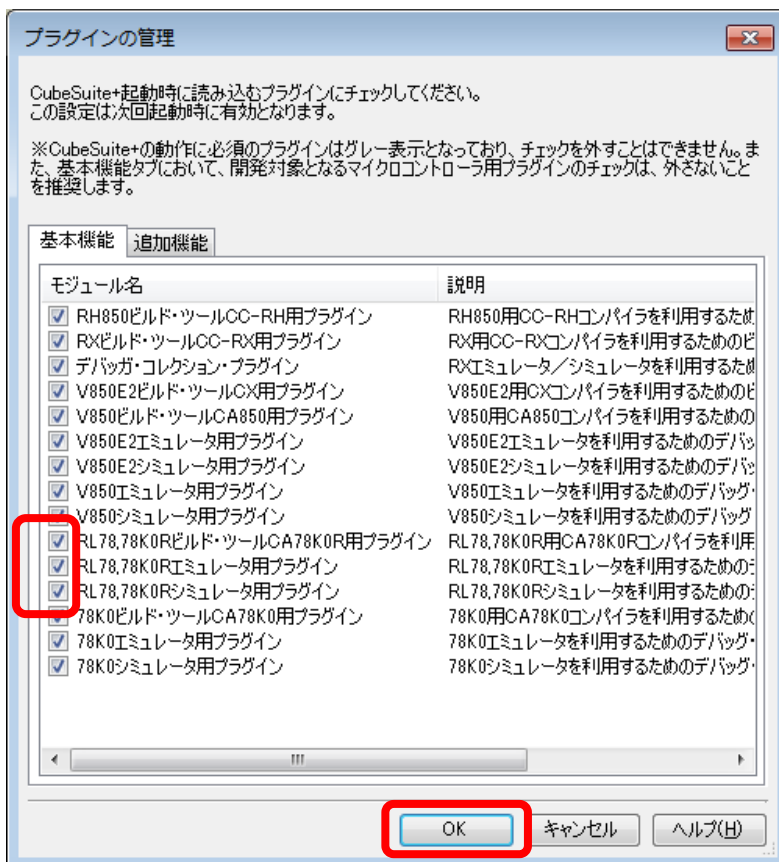 プラグインの管理
CubeSuite+起動時に読み込むプラグインにチェックしてください。
この設定は次回起動時に有効となります。
※CubeSuite+の動作に必須のプラグインはグレー表示となっており、チェックを外すことはできません。ま
た、基本機能タブにおいて、開発対象となるマイクロコントローラ用プラグインのチェックは、外さないこと
を推奨します。
基本機能 追加機能
モジュール名 説明
RH850ビルド・ツールCC-RH用プラグイン RH850用CC-RHコンパイラを利用するため
RXビルド・ツールCC-RX用プラグイン RX用CC-RXコンパイラを利用するためのビ
デバッガ・コレクション・プラグイン RXエミュレータ/シミュレータを利用するため
V850E2ビルド・ツールCX用プラグイン V850E2用CXコンパイラを利用するためのビ
V850ビルド・ツールCA850用プラグイン V850用CA850コンパイラを利用するための
V850E2エミュレータ用プラグイン V850E2エミュレータを利用するためのデバッ
V850E2シミュレータ用プラグイン V850E2シミュレータを利用するためのデバッ
V850エミュレータ用プラグイン V850エミュレータを利用するためのデバッグ・
V850シミュレータ用プラグイン V850シミュレータを利用するためのデバッグ
RL78,78K0Rビルド・ツールCA78K0R用プラグイン RL78,78K0R用CA78K0Rコンパイラを利用
RL78,78K0Rエミュレータ用プラグイン RL78,78K0Rエミュレータを利用するための
RL78,78K0Rシミュレータ用プラグイン RL78,78K0Rシミュレータを利用するための
78K0ビルド・ツールCA78K0用プラグイン 78K0用CA78K0コンパイラを利用するための
78K0エミュレータ用プラグイン 78K0エミュレータを利用するためのデバッグ・
78K0シミュレータ用プラグイン 78K0シミュレータを利用するためのデバッグ・
OK キャンセル ヘルプ(H)